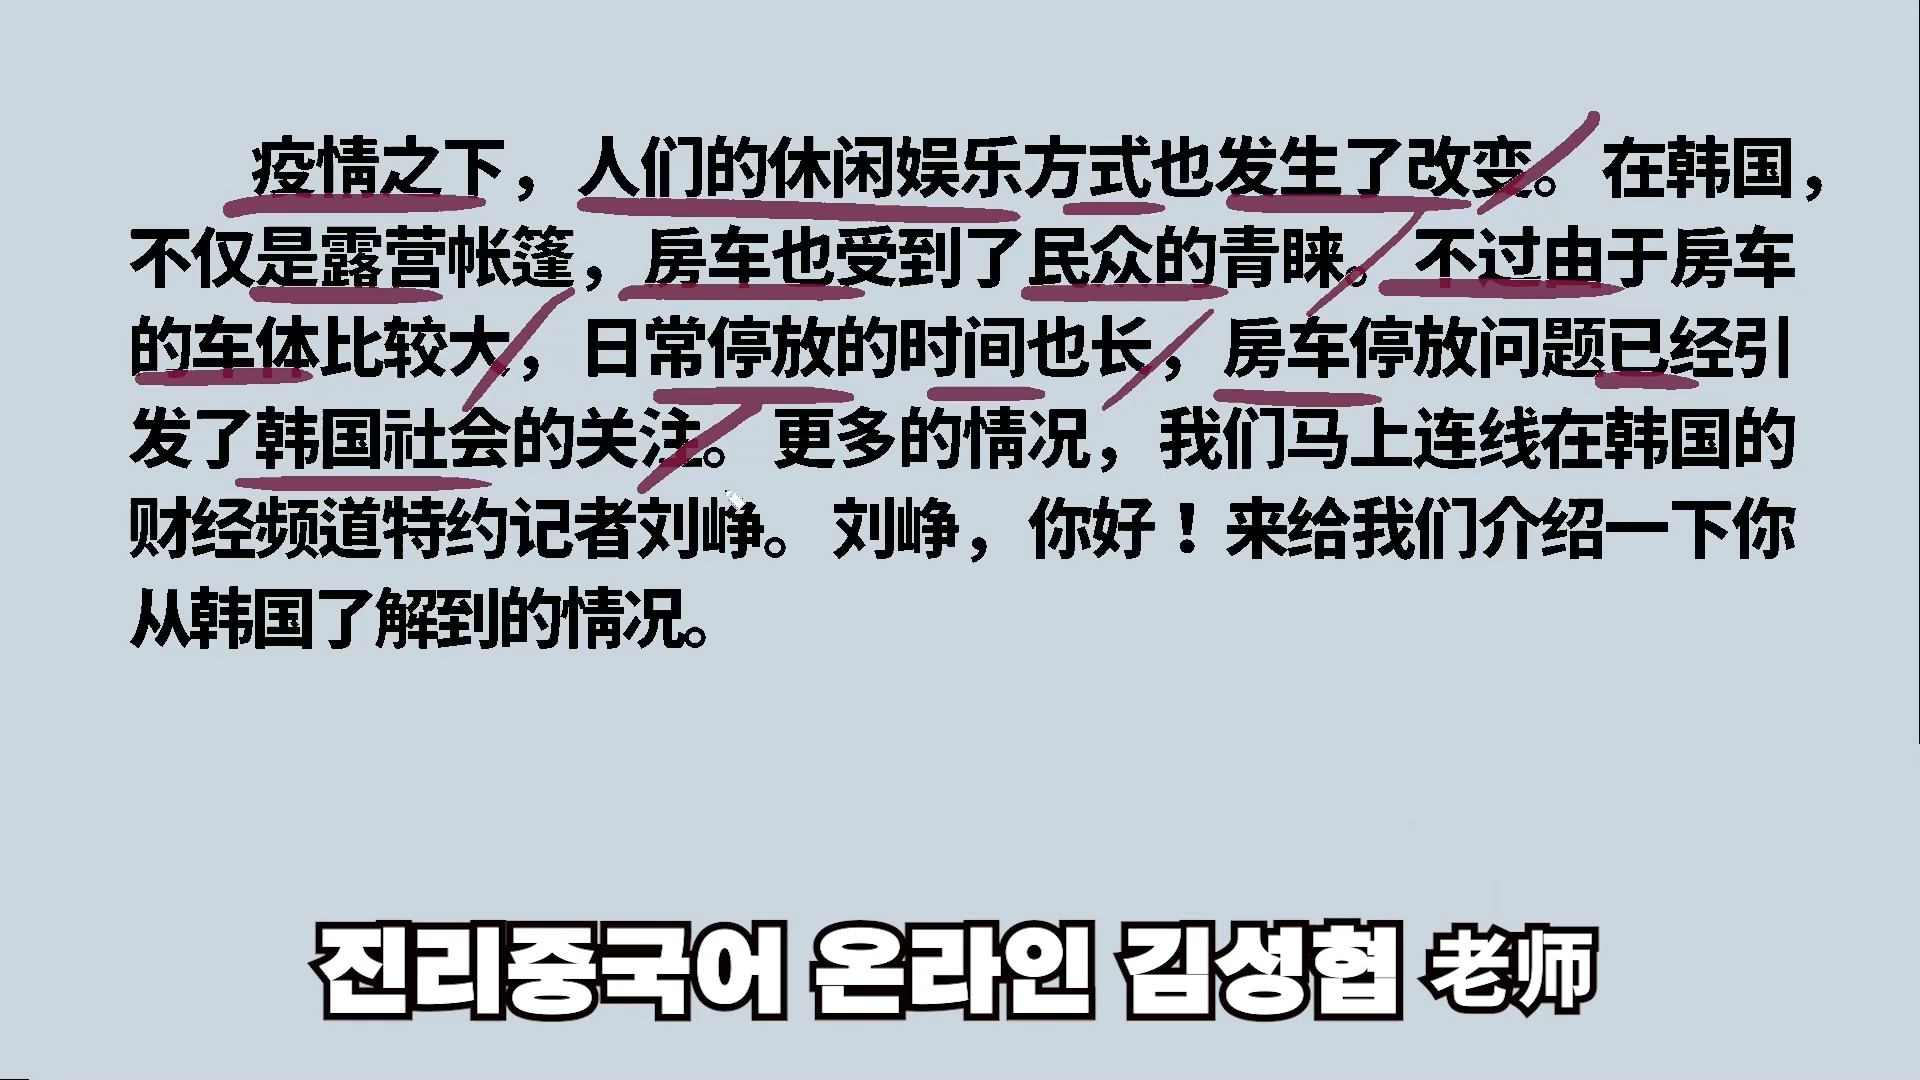 疫情之下，人们的休闲娱乐方式也发生了改变。在韩国，
不仅是露营帐篷，房车也受到了民众的青睐。不过由于房车
的车体比较大，日常停放的时间也长，房车停放问题已经引
发了韩国社会的关注。更多的情况，我们马上连线在韩国的
财经频道特约记者刘峥。刘峥，你好！来给我们介绍一下你
从韩国了解到的情况。
진리중국어 온라인 김성협 老师